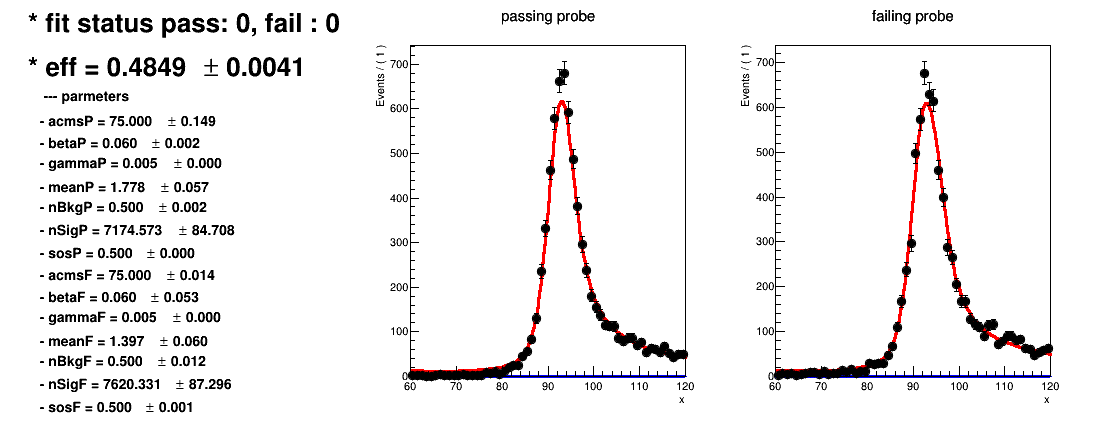 * fit status pass: 0, fail : 0
* eff = 0.4849 ± 0.0041
--- parmeters
- acmsP = 75.000 ± 0.149
- betaP = 0.060 ± 0.002
- gammaP = 0.005 ± 0.000
- meanP = 1.778 ± 0.057
- nBkgP = 0.500 ± 0.002
- nSigP = 7174.573 ± 84.708
- sosP = 0.500 ± 0.000
- acmsF = 75.000 ± 0.014
- betaF = 0.060 ± 0.053
- gammaF = 0.005 ± 0.000
- meanF = 1.397 ± 0.060
- nBkgF = 0.500 ± 0.012
- nSigF = 7620.331 ± 87.296
- sosF = 0.500 ± 0.001
passing probe
Events / ( 1 )
700
600
500
400
300
200
100
0
60 70 80 90 100 110 120
x
failing probe
Events / ( 1 )
700
600
500
400
300
200
100
0
60 70 80 90 100 110 120
x